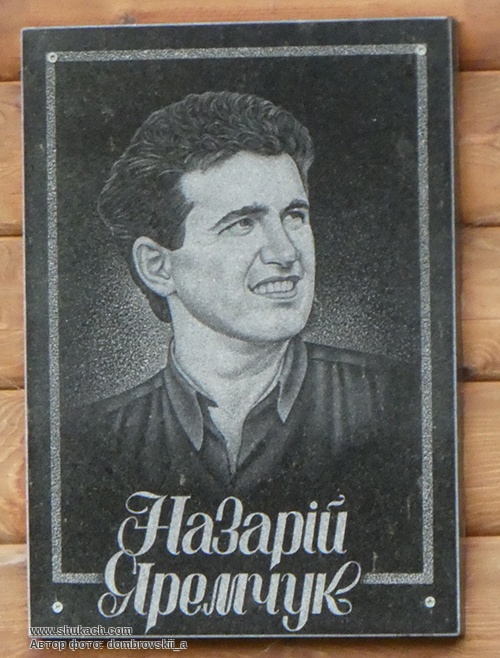 Назарій
Яремчук
www.shukach.com
Автор фото: dombrovskii_a